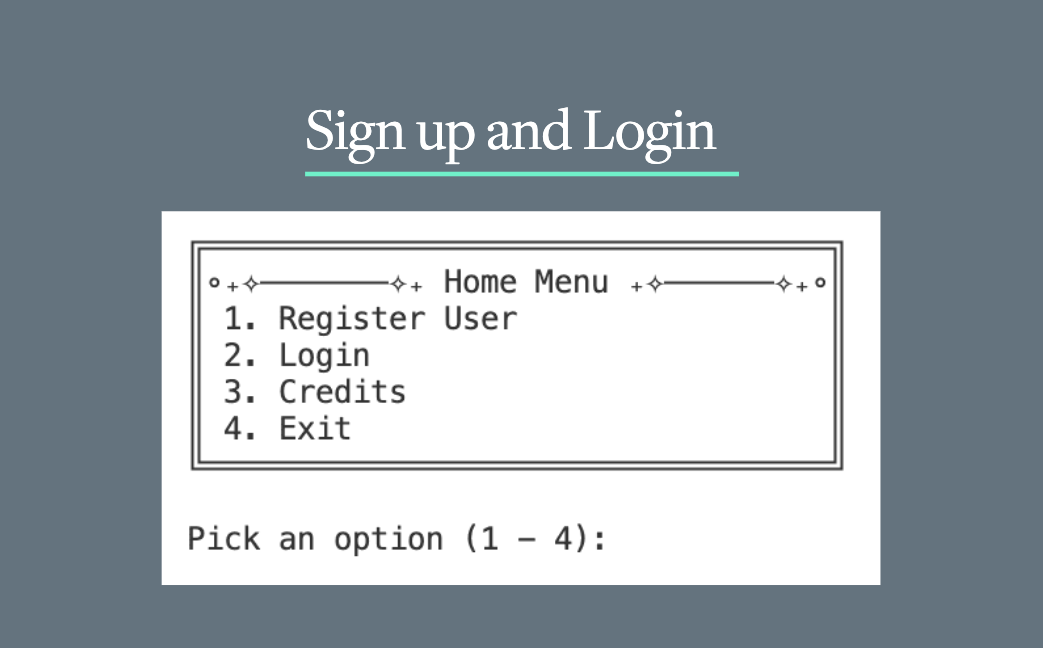 Sign up and Login
∘₊✧────────✧₊ Home Menu ₊✧───────✧₊∘
1. Register User
2. Login
3. Credits
4. Exit
Pick an option (1 – 4):